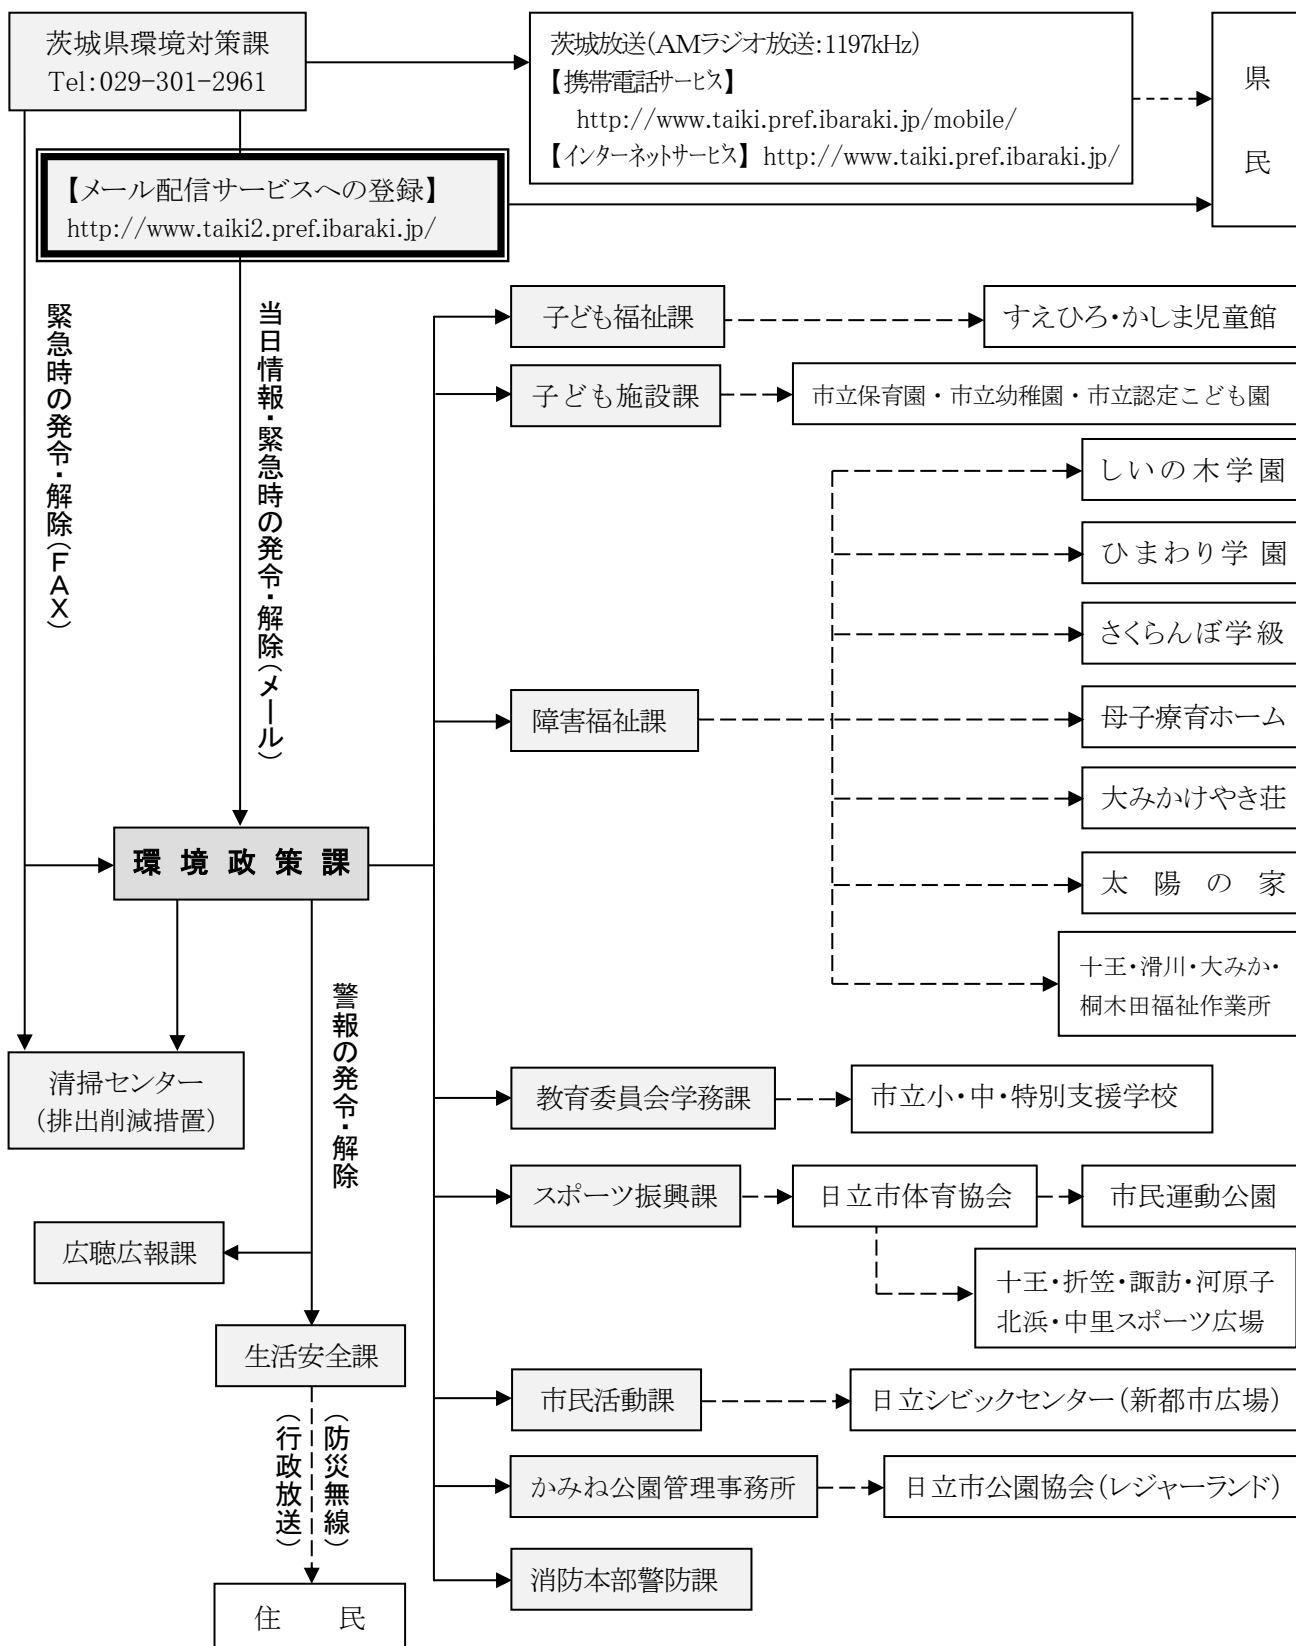 茨城県環境対策課
Tel:029-301-2961
茨城放送(AMラジオ放送:1197kHz)
【携帯電話サービス】
http://www.taiki.pref.ibaraki.jp/mobile/
【インターネットサービス】 http://www.taiki.pref.ibaraki.jp/
県
民
【メール配信サービスへの登録】
http://www.taiki2.pref.ibaraki.jp/
緊急時の発令・解除(FAX)
当日情報・緊急時の発令・解除(メール)
子ども福祉課
すえひろ・かしま児童館
子ども施設課
市立保育園・市立幼稚園・市立認定こども園
しいの木学園
ひまわり学園
さくらんぼ学級
障害福祉課
母子療育ホーム
大みかけやき荘
環境政策課
太陽の家
十王・滑川・大みか・
桐木田福祉作業所
警報の発令・解除
清掃センター
(排出削減措置)
教育委員会学務課
市立小・中・特別支援学校
スポーツ振興課
日立市体育協会
市民運動公園
広聴広報課
十王・折笠・諏訪・河原子
北浜・中里スポーツ広場
生活安全課
市民活動課
日立シビックセンター(新都市広場)
(防災無線)
(行政放送)
かみね公園管理事務所
日立市公園協会(レジャーランド)
消防本部警防課
住民